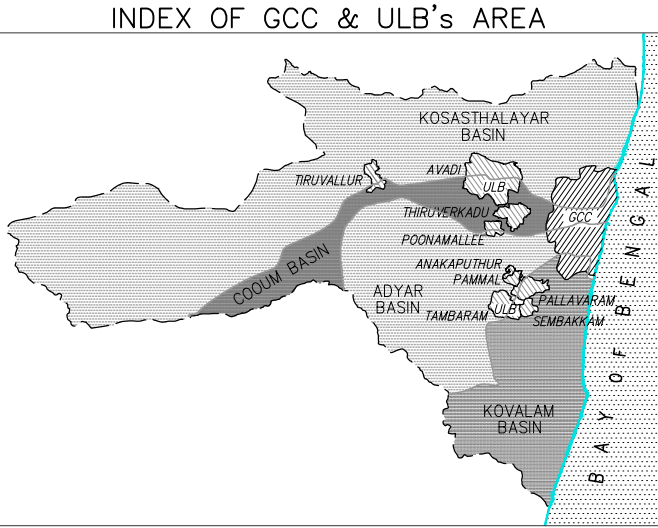 INDEX OF GCC & ULB's AREA
KOSASTHALAYAR
BASIN
AVADI
TIRUVALLUR
ULB
THIRUVERKADU
GCC
POONAMALLEE
COOUM BASIN
ANAKAPUTHUR
PAMMAL
ADYAR
BASIN
PALLAVARAM
TAMBARAM
ULB
SEMBAKKAM
KOVALAM
BASIN
BAY OF BENGAL